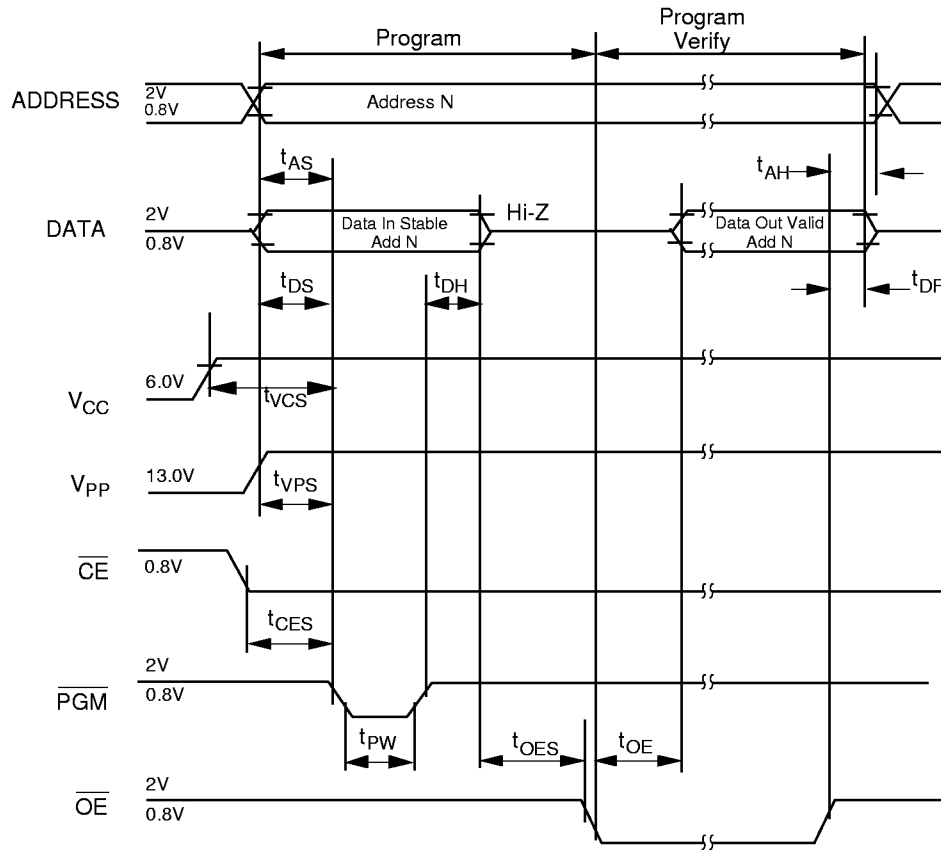 Program
Program
Verify
ADDRESS
2V
0.8V
Address N
tAS
tAH
DATA
2V
0.8V
Data In Stable
Add N
Hi-Z
Data Out Valid
Add N
tDS
tDH
tDF
VCC
6.0V
tVCS
VPP
13.0V
tVPS
CE
0.8V
tCES
PGM
2V
0.8V
tPW
tOES
tOE
OE
2V
0.8V